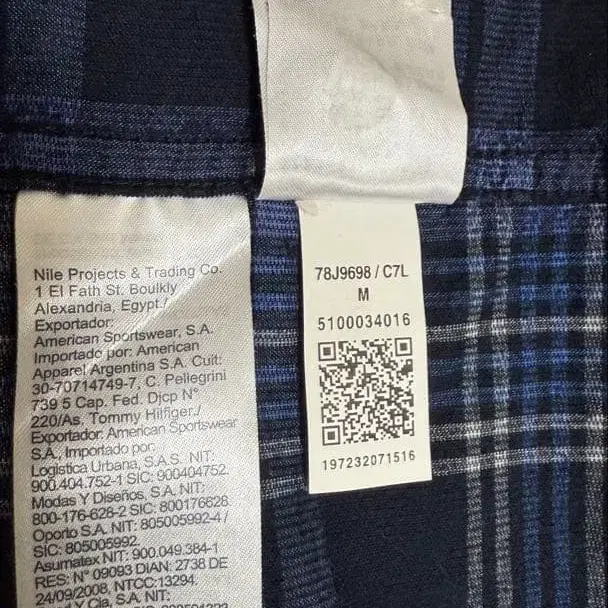 Nile Projects & Trading Co.
1 El Fath St. Boulkly
Alexandria, Egypt./
Exportador:
American Sportswear, S.A.
Importado por: American
Apparel Argentina S.A. Cuit:
30-70714749-7, C. Pellegrini
739 5 Cap. Fed. Djcp N°
220/As. Tommy Hilfiger./
Exportador: American Sportswear
S.A., Importado por:
Logistica Urbana, S.A.S. NIT:
900.404.752-1 SIC: 900404752.
Modas Y Diseños, S.A. NIT:
800-176-628-2 SIC: 800176628
Oporto S.A. NIT: 805005992-4 /
SIC: 805005992.
Asumatex NIT: 900.049.384-1
RES: N° 09093 DIAN: 2738 DE
24/09/2008, NTCC:13294.
Y Cia, S.A. NIT:
78J9698 / C7L
M
5100034016
197232071516